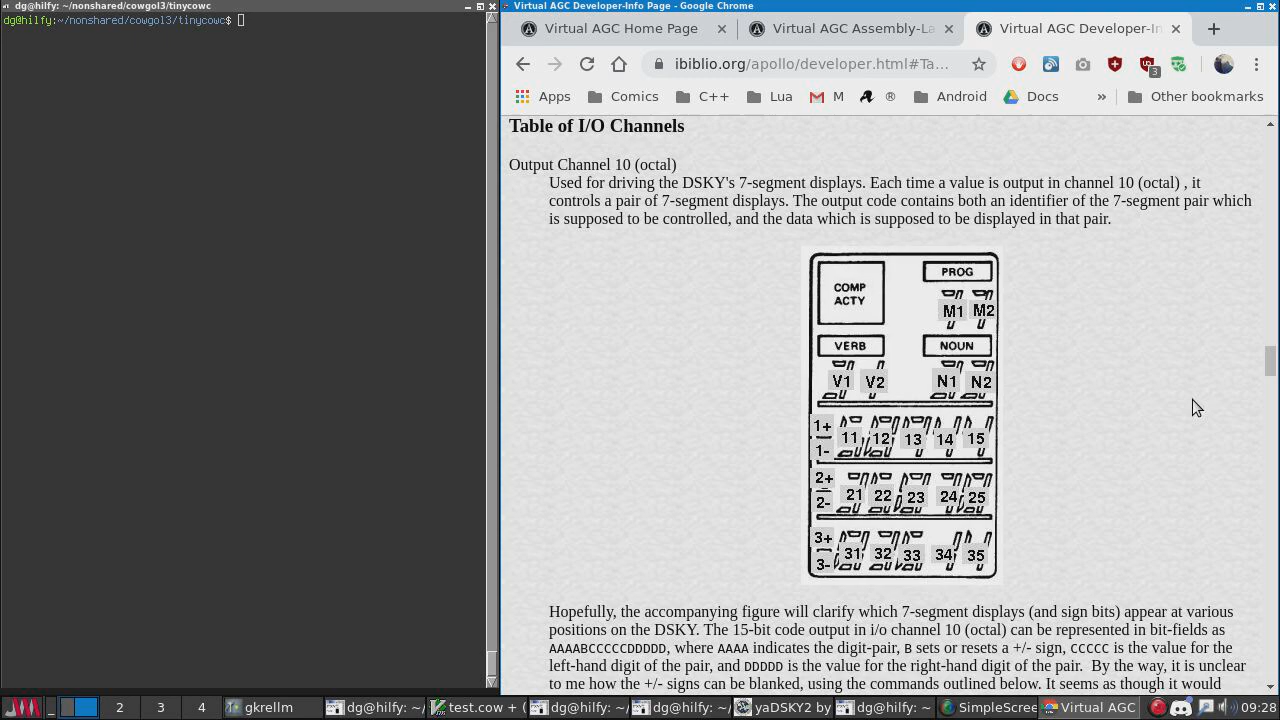 dg@hilfy: ~/nonshared/cowgol3/tinycowc
dg@hilfy:~/nonshared/cowgol3/tinycowc$
Virtual AGC Developer-Info Page - Google Chrome
Virtual AGC Home Page
Virtual AGC Assembly-La
Virtual AGC Developer-In
ibiblio.org/apollo/developer.html#Ta...
3
Apps
Comics
C++
Lua
M
®
Android
Docs
»
Other bookmarks
Table of I/O Channels
Output Channel 10 (octal)
Used for driving the DSKY's 7-segment displays. Each time a value is output in channel 10 (octal) , it
controls a pair of 7-segment displays. The output code contains both an identifier of the 7-segment pair which
is supposed to be controlled, and the data which is supposed to be displayed in that pair.
COMP
ACTY
PROG
M1 M2
VERB NOUN
V1 V2 N1 N2
1+ 11 12 13 14 15
1-
2+
2- 21 22 23 24 25
3+
3- 31 32 33 34 35
Hopefully, the accompanying figure will clarify which 7-segment displays (and sign bits) appear at various
positions on the DSKY. The 15-bit code output in i/o channel 10 (octal) can be represented in bit-fields as
AAAABCCCCCDDDDD, where AAAA indicates the digit-pair, B sets or resets a +/- sign, CCCCC is the value for the
left-hand digit of the pair, and DDDDD is the value for the right-hand digit of the pair. By the way, it is unclear
to me how the +/- signs can be blanked, using the commands outlined below. It seems as though it would
2
3
4
gkrellm
dg@hilfy: ~/
test.cow + (
dg@hilfy: ~/
dg@hilfy: ~/
yaDSKY2 by
dg@hilfy: ~
SimpleScree
Virtual AGC
09:28